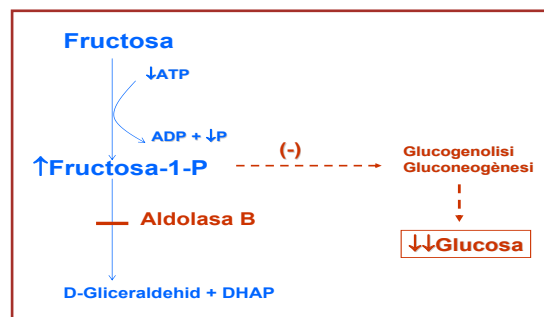 Fructosa
↓ATP
ADP + ↓P
↑Fructosa-1-P
(-)
Glucogenolisi
Gluconeogènesi
Aldolasa B
↓↓Glucosa
D-Gliceraldehid + DHAP